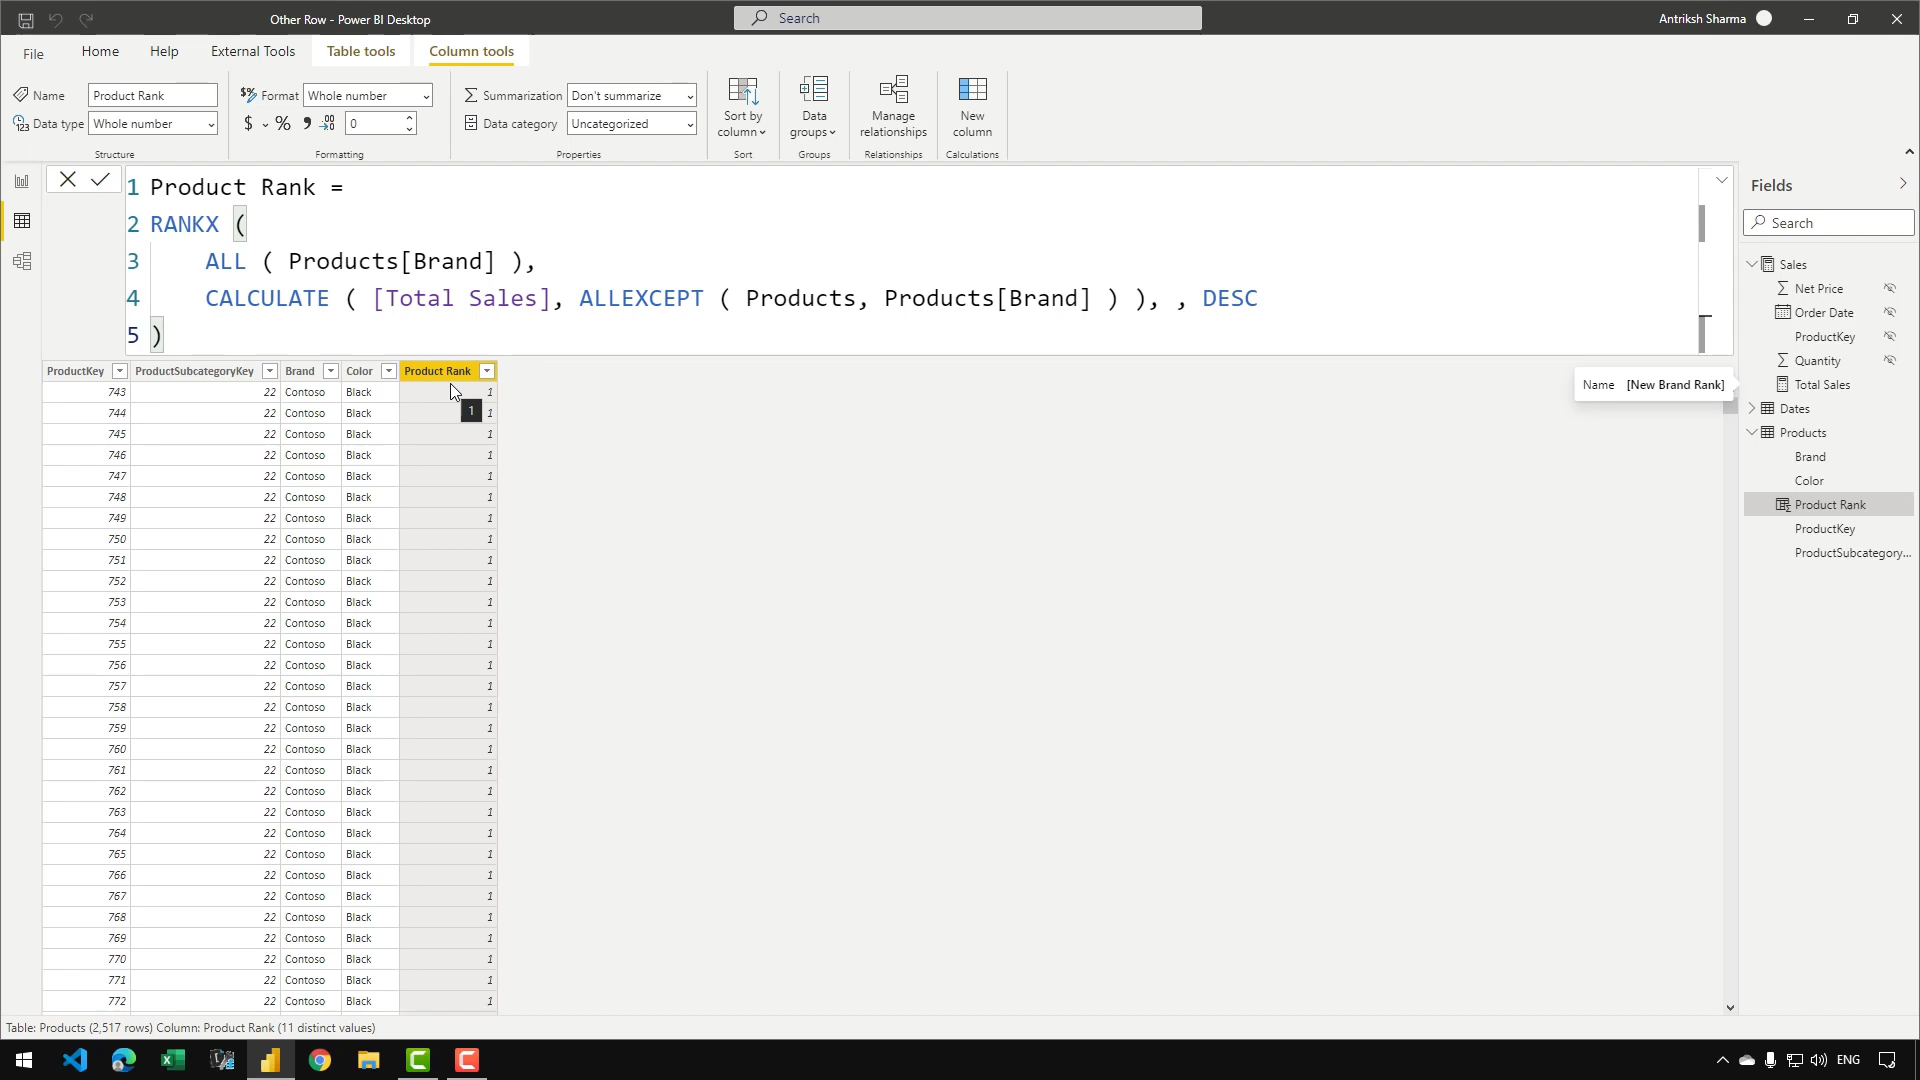 Other Row - Power BI Desktop
Search
Antriksh Sharma
File
Home
Help
External Tools
Table tools
Column tools
Name
Product Rank
Format
Whole number
Summarization
Don't summarize
Data type
Whole number
$
%
0
Data category
Uncategorized
Sort by
column
Data
groups
Manage
relationships
New
column
Structure
Formatting
Properties
Sort
Groups
Relationships
Calculations
1 Product Rank =
2 RANKX (
3 ALL ( Products[Brand] ),
4 CALCULATE ( [Total Sales], ALLEXCEPT ( Products, Products[Brand] ) ), , DESC
5 )
ProductKey ProductSubcategoryKey Brand Color Product Rank
743 22 Contoso Black 1
744 22 Contoso Black 1
1
745 22 Contoso Black 1
746 22 Contoso Black 1
747 22 Contoso Black 1
748 22 Contoso Black 1
749 22 Contoso Black 1
750 22 Contoso Black 1
751 22 Contoso Black 1
752 22 Contoso Black 1
753 22 Contoso Black 1
754 22 Contoso Black 1
755 22 Contoso Black 1
756 22 Contoso Black 1
757 22 Contoso Black 1
758 22 Contoso Black 1
759 22 Contoso Black 1
760 22 Contoso Black 1
761 22 Contoso Black 1
762 22 Contoso Black 1
763 22 Contoso Black 1
764 22 Contoso Black 1
765 22 Contoso Black 1
766 22 Contoso Black 1
767 22 Contoso Black 1
768 22 Contoso Black 1
769 22 Contoso Black 1
770 22 Contoso Black 1
771 22 Contoso Black 1
772 22 Contoso Black 1
Name [New Brand Rank]
Fields
Search
Sales
Net Price
Order Date
ProductKey
Quantity
Total Sales
Dates
Products
Brand
Color
Product Rank
ProductKey
ProductSubcategory...
Table: Products (2,517 rows) Column: Product Rank (11 distinct values)
ENG